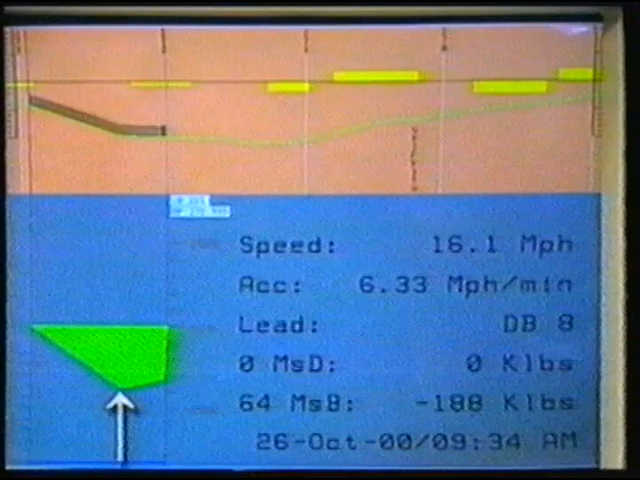 Speed: 16.1 Mph
Acc: 6.33 Mph/min
Lead: DB 8
0 MsD: 0 Klbs
64 MsB: -188 Klbs
26-Oct-00/09:34 AM